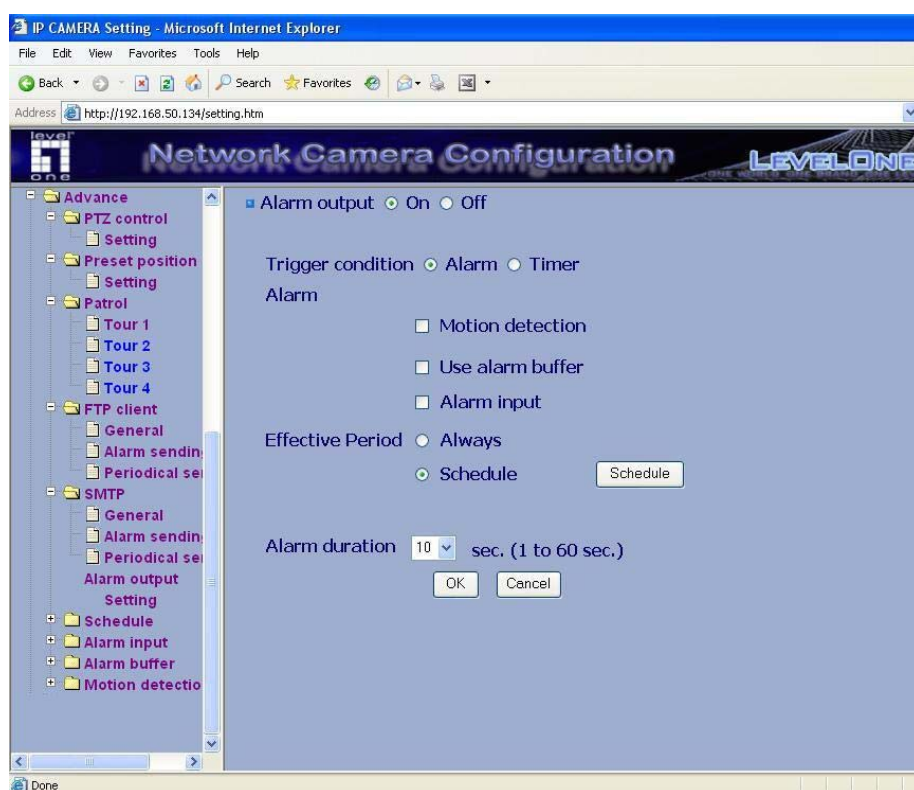 IP CAMERA Setting - Microsoft Internet Explorer
File Edit View Favorites Tools Help
Back Search Favorites
Address http://192.168.50.134/setting.htm
level one Network Camera Configuration LEVELONE
Advance
PTZ control
Setting
Preset position
Setting
Patrol
Tour 1
Tour 2
Tour 3
Tour 4
FTP client
General
Alarm sendin
Periodical se
SMTP
General
Alarm sendin
Periodical se
Alarm output
Setting
Schedule
Alarm input
Alarm buffer
Motion detectio
Alarm output On Off
Trigger condition Alarm Timer
Alarm
Motion detection
Use alarm buffer
Alarm input
Effective Period Always
Schedule Schedule
Alarm duration 10 sec. (1 to 60 sec.)
OK Cancel
Done